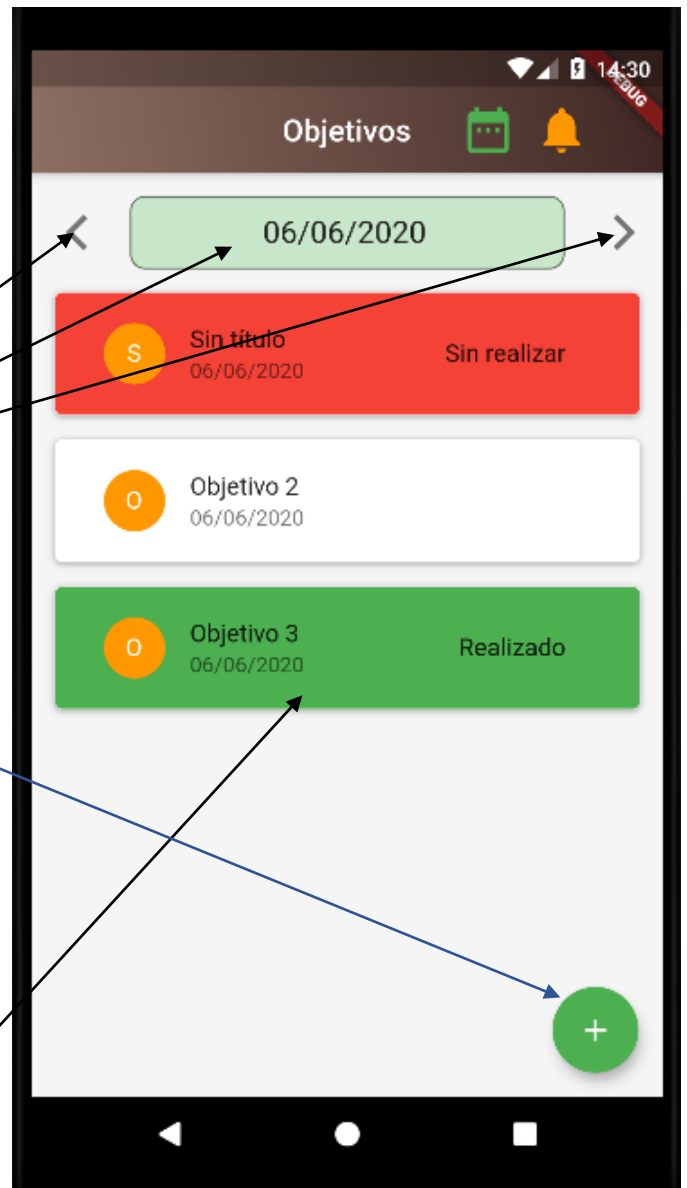 14:30
DEBUG
Objetivos
06/06/2020
S
Sin título
Sin realizar
06/06/2020
O
Objetivo 2
06/06/2020
O
Objetivo 3
Realizado
06/06/2020
+